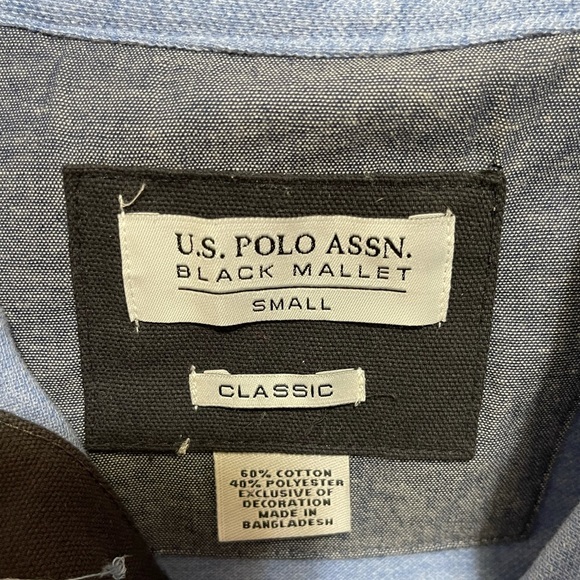 U.S. POLO ASSN.
BLACK MALLET
SMALL
CLASSIC
60% COTTON
40% POLYESTER
EXCLUSIVE OF
DECORATION
MADE IN
BANGLADESH